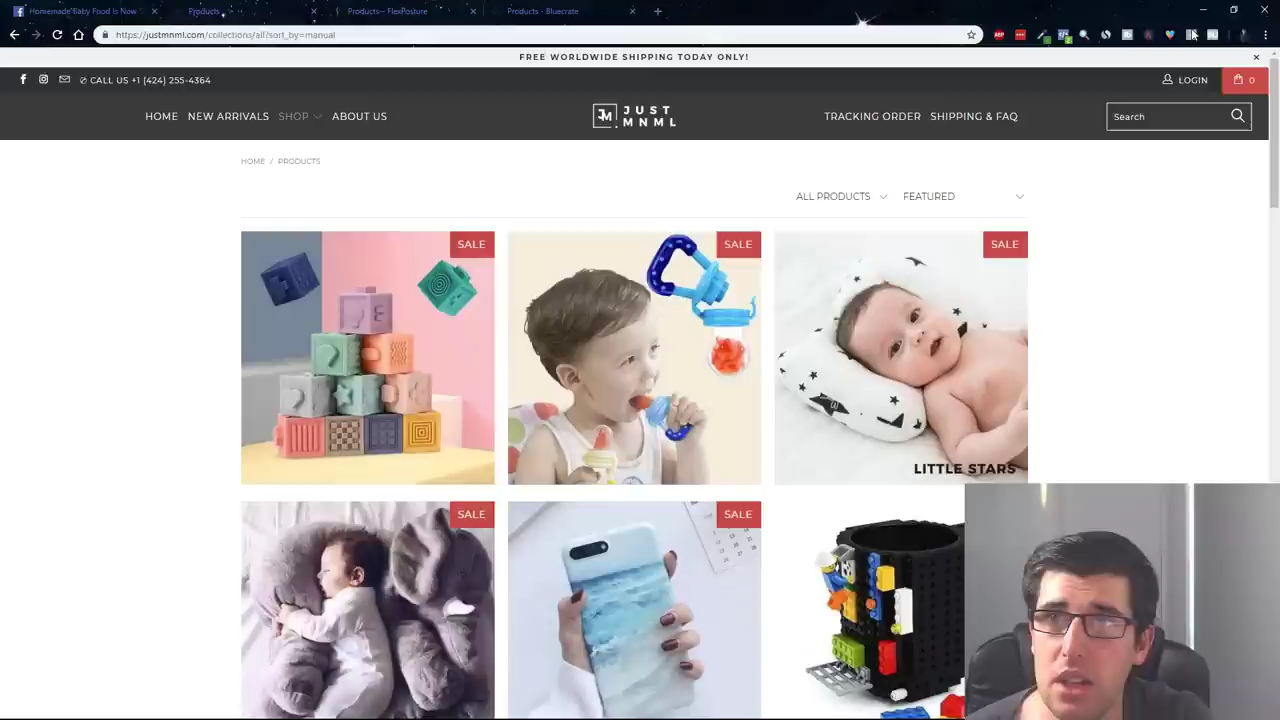 Homemade Baby Food Is Now
Products
Products – FlexPosture
Products - Bluecrate
https://justmnml.com/collections/all?sort_by=manual
FREE WORLDWIDE SHIPPING TODAY ONLY!
CALL US +1 (424) 255-4364
LOGIN
0
HOME
NEW ARRIVALS
SHOP
ABOUT US
JUST
MNML
TRACKING ORDER
SHIPPING & FAQ
Search
HOME / PRODUCTS
ALL PRODUCTS
FEATURED
SALE
SALE
SALE
LITTLE STARS
SALE
SALE